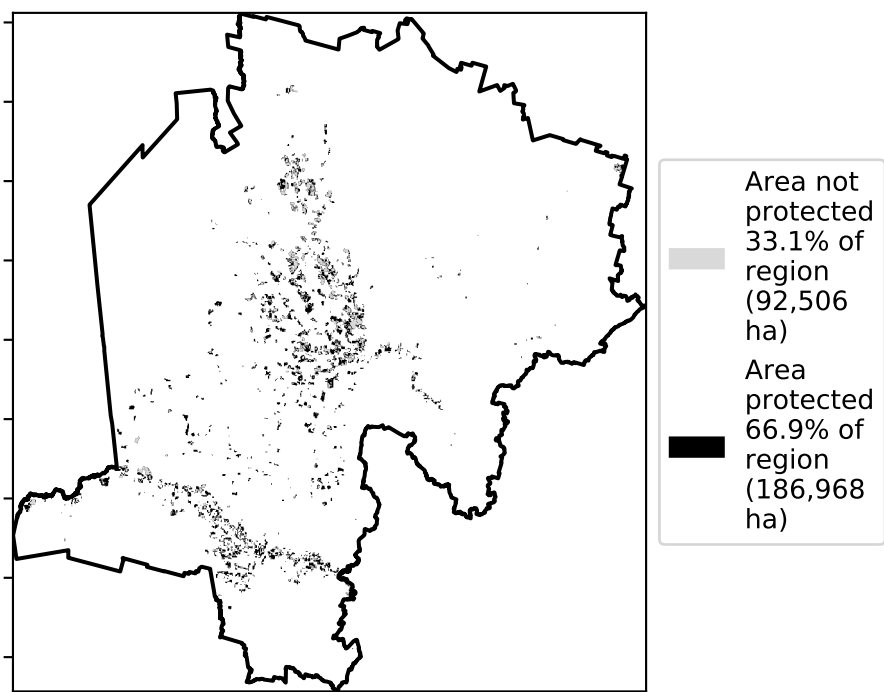 Area not
protected
33.1% of
region
(92,506
ha)
Area
protected
66.9% of
region
(186,968
ha)